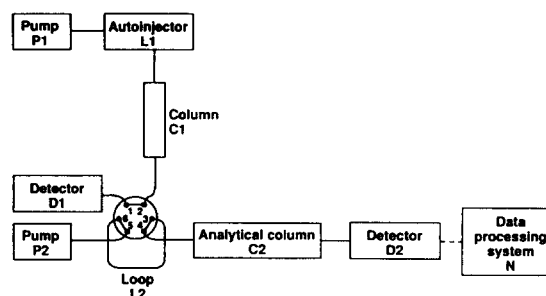 Pump
P1
Autoinjector
L1
Column
C1
Detector
D1
1 2
6 3
5 4
Pump
P2
Loop
L2
Analytical column
C2
Detector
D2
Data
processing
system
N